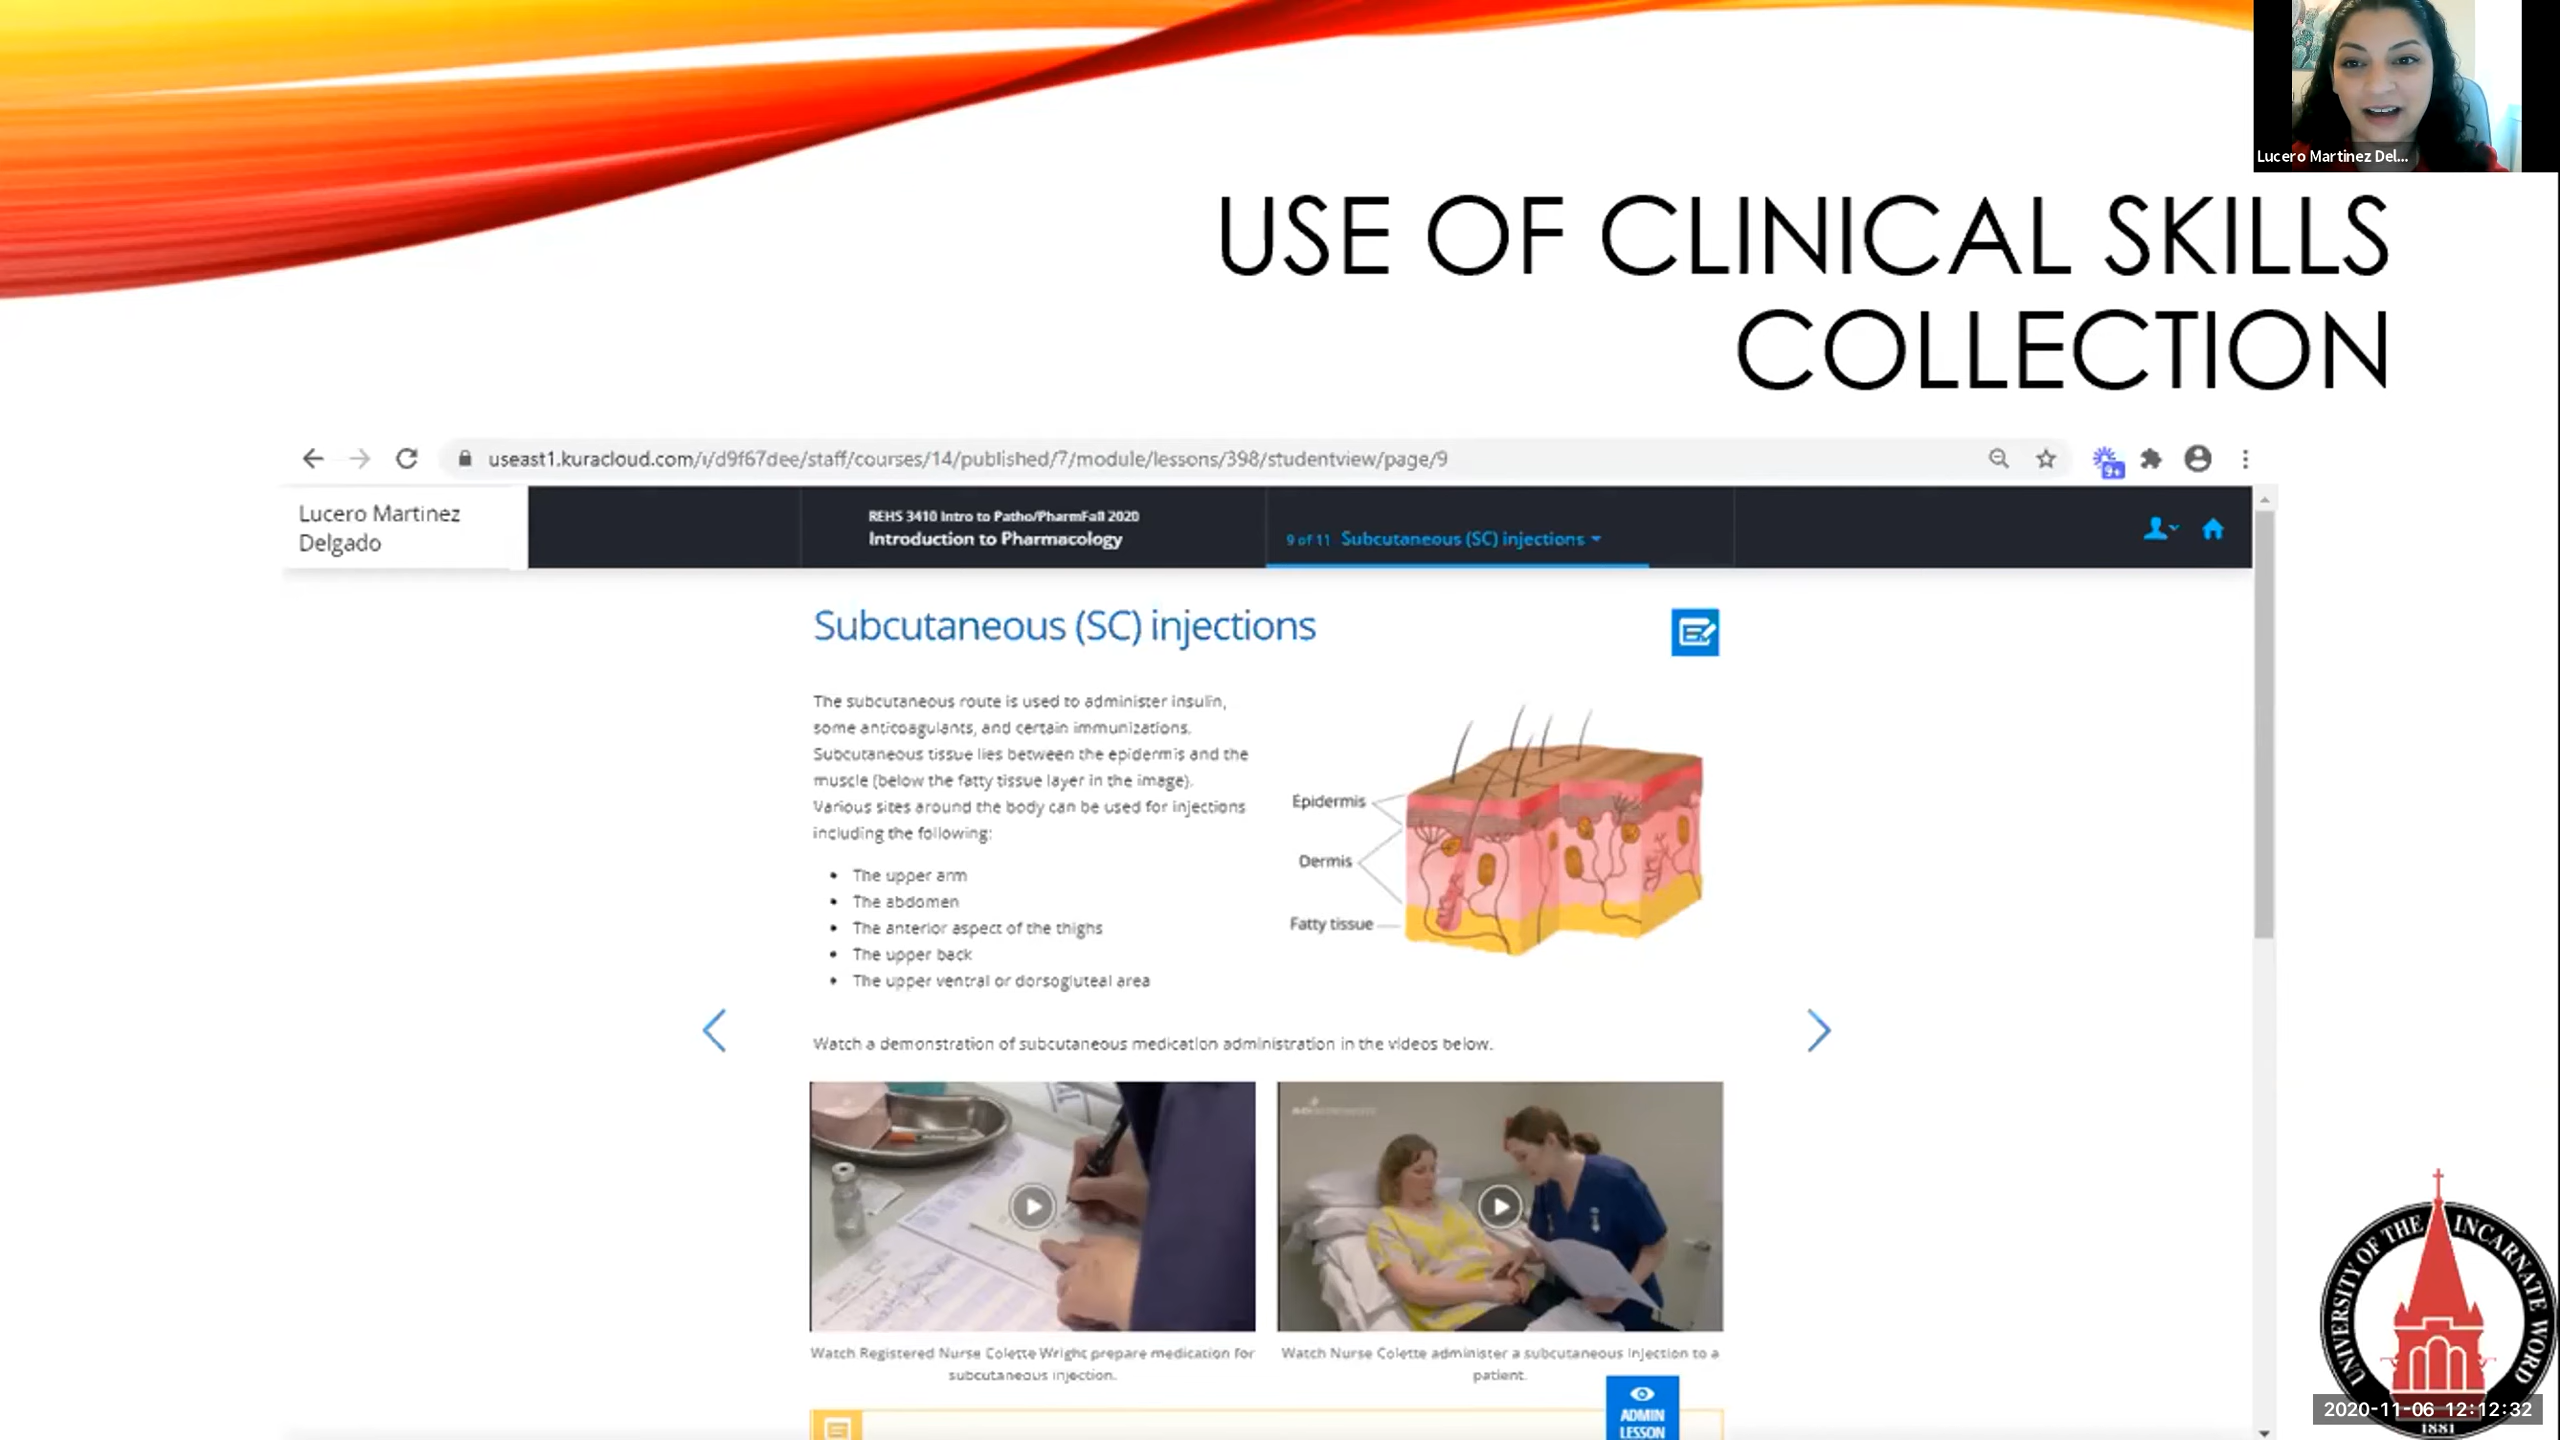 Lucero Martinez Del...
USE OF CLINICAL SKILLS
COLLECTION
useast1.kuracloud.com/i/d9f67dee/staff/courses/14/published/7/module/lessons/398/studentview/page/9
9+
Lucero Martinez
Delgado
REHS 3410 Intro to Patho/PharmFall 2020
Introduction to Pharmacology
9 of 11 Subcutaneous (SC) injections
Subcutaneous (SC) injections
The subcutaneous route is used to administer insulin,
some anticoagulants, and certain immunizations.
Subcutaneous tissue lies between the epidermis and the
muscle (below the fatty tissue layer in the image).
Various sites around the body can be used for injections
including the following:
• The upper arm
• The abdomen
• The anterior aspect of the thighs
• The upper back
• The upper ventral or dorsogluteal area
Epidermis
Dermis
Fatty tissue
Watch a demonstration of subcutaneous medication administration in the videos below.
Watch Registered Nurse Colette Wright prepare medication for
subcutaneous injection.
Watch Nurse Colette administer a subcutaneous injection to a
patient.
ADMIN
LESSON
UNIVERSITY OF THE INCARNATE WORD
1881
2020-11-06 12:12:32